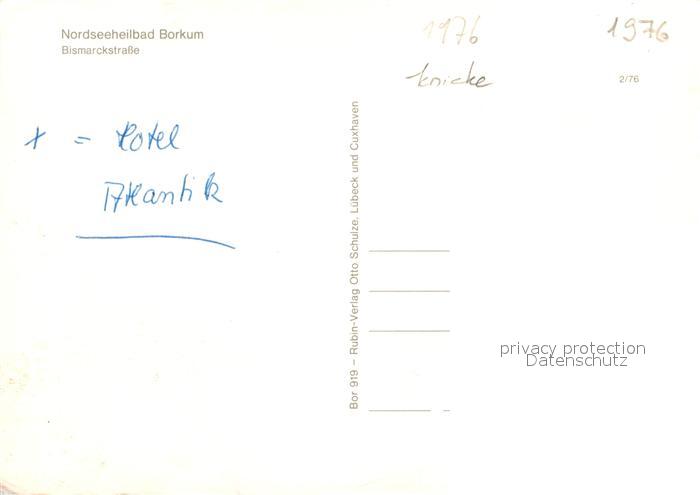 Nordseeheilbad Borkum
Bismarckstraße
1976
1976
knicke
2/76
x = Hotel
Atlantik
Bor 919 – Rubin-Verlag Otto Schulze, Lübeck und Cuxhaven
privacy protection
Datenschutz